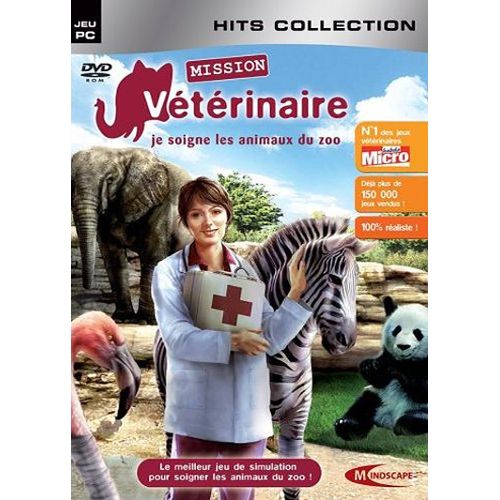 JEU
PC
HITS COLLECTION
DVD
ROM
MISSION
Vétérinaire
je soigne les animaux du zoo
N°1 des jeux
vétérinaires
Micro
Déjà plus de
150 000
jeux vendus !
100% réaliste !
Le meilleur jeu de simulation
pour soigner les animaux du zoo !
MINDSCAPE